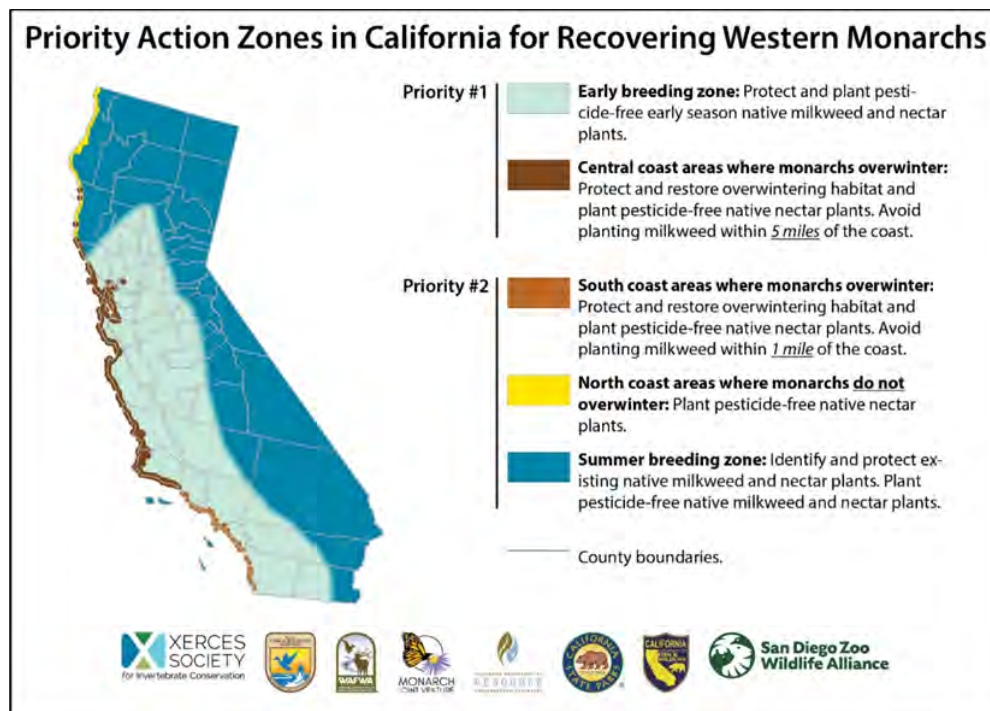 Priority Action Zones in California for Recovering Western Monarchs
Priority #1
Early breeding zone: Protect and plant pesti-
cide-free early season native milkweed and nectar
plants.
Central coast areas where monarchs overwinter:
Protect and restore overwintering habitat and
plant pesticide-free native nectar plants. Avoid
planting milkweed within 5 miles of the coast.
Priority #2
South coast areas where monarchs overwinter:
Protect and restore overwintering habitat and
plant pesticide-free native nectar plants. Avoid
planting milkweed within 1 mile of the coast.
North coast areas where monarchs do not
overwinter: Plant pesticide-free native nectar
plants.
Summer breeding zone: Identify and protect ex-
isting native milkweed and nectar plants. Plant
pesticide-free native milkweed and nectar plants.
County boundaries.
XERCES
SOCIETY
for Invertebrate Conservation
WAFWA
MONARCH
JOINT VENTURE
RESOURCE
CALIFORNIA
STATE PARKS
CALIFORNIA
San Diego Zoo
Wildlife Alliance